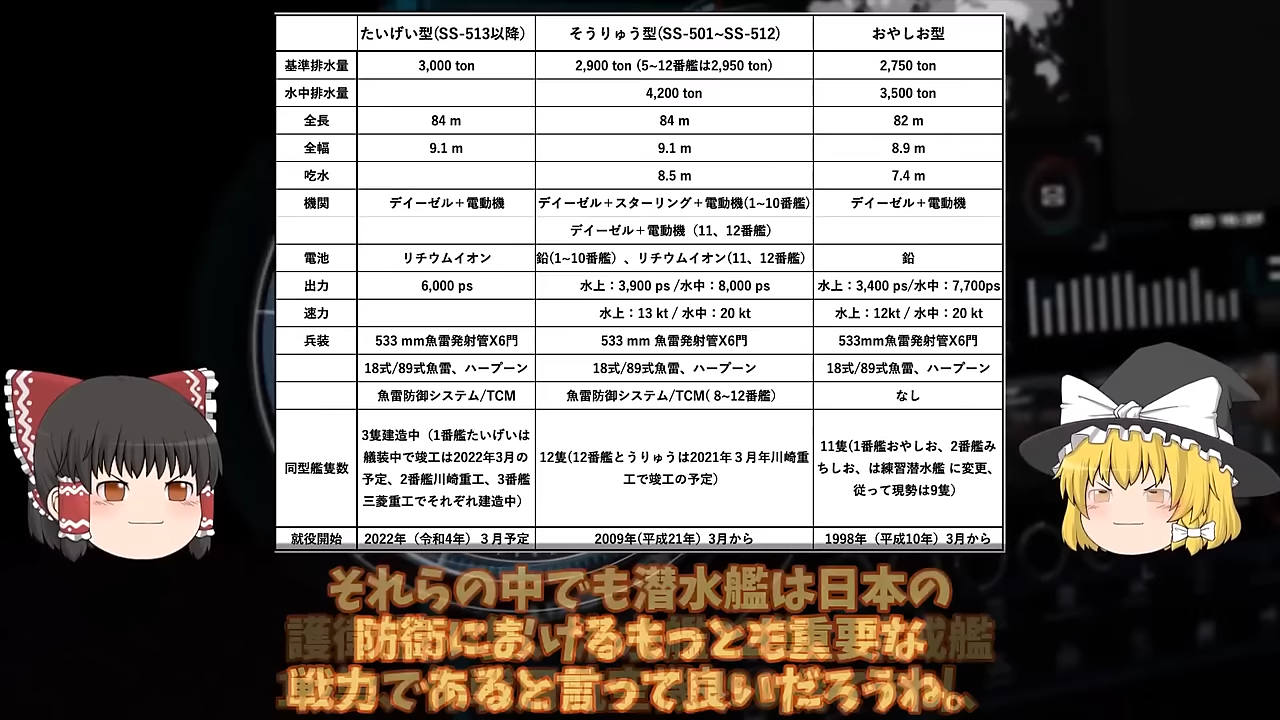 たいげい型(SS-513以降) そうりゅう型(SS-501~SS-512) おやしお型
基準排水量 3,000 ton 2,900 ton (5~12番艦は2,950 ton) 2,750 ton
水中排水量 4,200 ton 3,500 ton
全長 84 m 84 m 82 m
全幅 9.1 m 9.1 m 8.9 m
吃水 8.5 m 7.4 m
機関 デイーゼル＋電動機 デイーゼル＋スターリング＋電動機(1~10番艦) デイーゼル＋電動機
デイーゼル＋電動機（11、12番艦）
電池 リチウムイオン 鉛(1~10番艦）、リチウムイオン(11、12番艦） 鉛
出力 6,000 ps 水上：3,900 ps /水中：8,000 ps 水上：3,400 ps/水中：7,700ps
速力 水上：13 kt / 水中：20 kt 水上：12kt / 水中：20 kt
兵装 533 mm魚雷発射管X6門 533 mm 魚雷発射管X6門 533mm魚雷発射管X6門
18式/89式魚雷、ハープーン 18式/89式魚雷、ハープーン 18式/89式魚雷、ハープーン
魚雷防御システム/TCM 魚雷防御システム/TCM( 8~12番艦） なし
同型艦隻数
3隻建造中（1番艦たいげいは
艤装中で竣工は2022年3月の
予定、2番艦川崎重工、3番艦
三菱重工でそれぞれ建造中）
12隻(12番艦とうりゅうは2021年３月年川崎重
工で竣工の予定）
11隻(1番艦おやしお、2番艦み
ちしお、は練習潜水艦 に変更、
従って現勢は9隻）
就役開始 2022年（令和4年）３月予定 2009年(平成21年）3月から 1998年（平成10年）3月から
それらの中でも潜水艦は日本の
防衛におけるもっとも重要な
戦力であると言って良いだろうね。